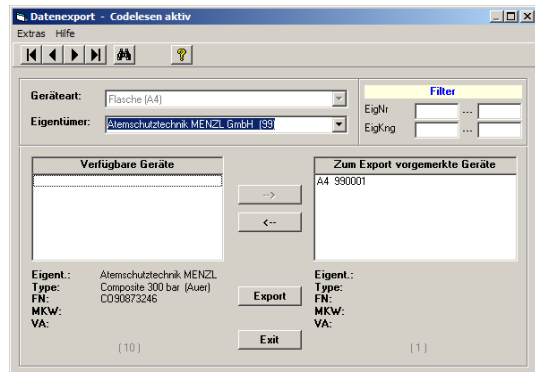 Datenexport - Codelesen aktiv
Extras Hilfe
Geräteart: Flasche (A4)
Eigentümer: Atemschutztechnik MENZL GmbH (99)
Filter
EigNr ...
EigKng ...
Verfügbare Geräte
Zum Export vorgemerkte Geräte
A4 990001
-->
<--
Eigent.: Atemschutztechnik MENZL
Type: Composite 300 bar (Auer)
FN: CO90873246
MKW:
VA:
(10)
Export
Exit
Eigent.:
Type:
FN:
MKW:
VA:
(1)